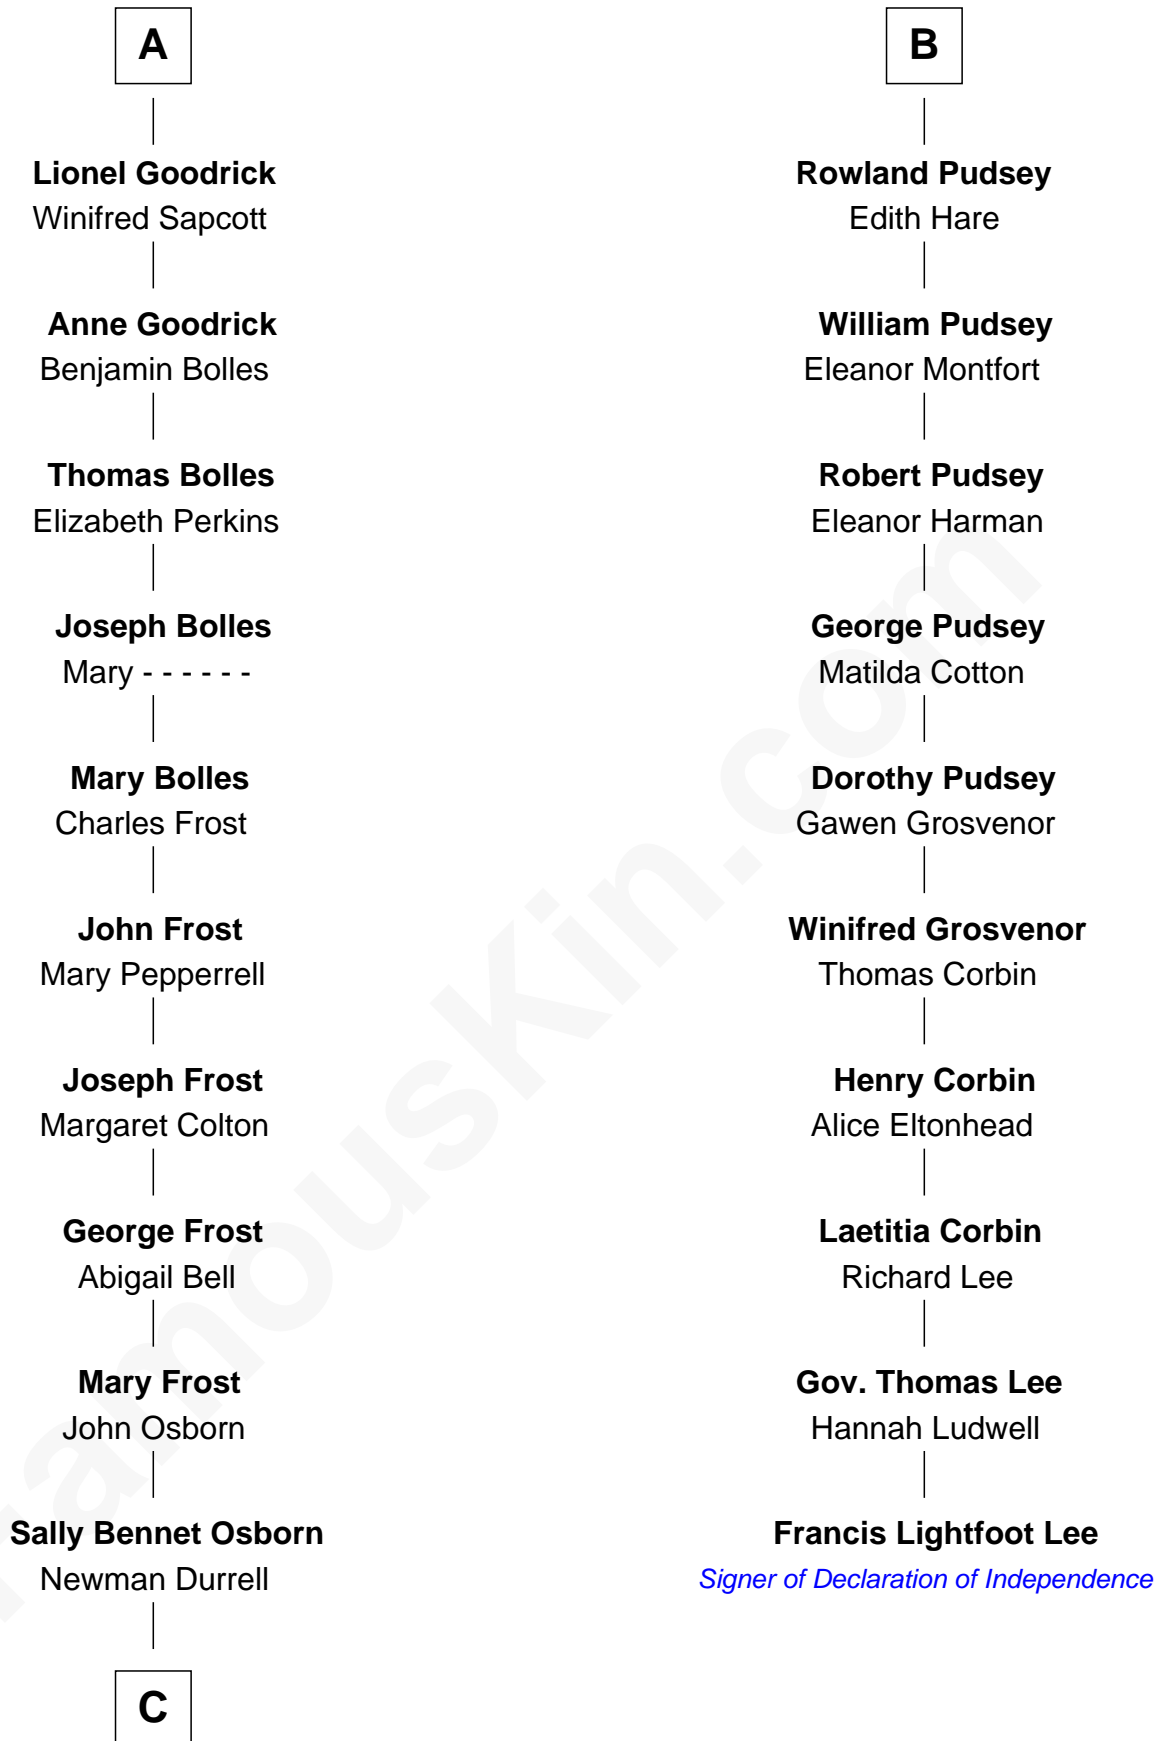 A
Lionel Goodrick
Winifred Sapcott
Anne Goodrick
Benjamin Bolles
Thomas Bolles
Elizabeth Perkins
Joseph Bolles
Mary - - - - - -
Mary Bolles
Charles Frost
John Frost
Mary Pepperrell
Joseph Frost
Margaret Colton
George Frost
Abigail Bell
Mary Frost
John Osborn
Sally Bennet Osborn
Newman Durrell
C
B
Rowland Pudsey
Edith Hare
William Pudsey
Eleanor Montfort
Robert Pudsey
Eleanor Harman
George Pudsey
Matilda Cotton
Dorothy Pudsey
Gawen Grosvenor
Winifred Grosvenor
Thomas Corbin
Henry Corbin
Alice Eltonhead
Laetitia Corbin
Richard Lee
Gov. Thomas Lee
Hannah Ludwell
Francis Lightfoot Lee
Signer of Declaration of Independence
FamousKin.com